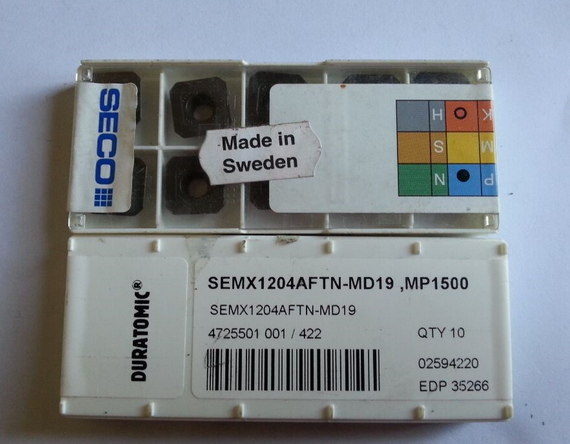 SECO
Made in
Sweden
H K
S M
N P
DURATOMIC®
SEMX1204AFTN-MD19 ,MP1500
SEMX1204AFTN-MD19
4725501 001 / 422
QTY 10
02594220
EDP 35266